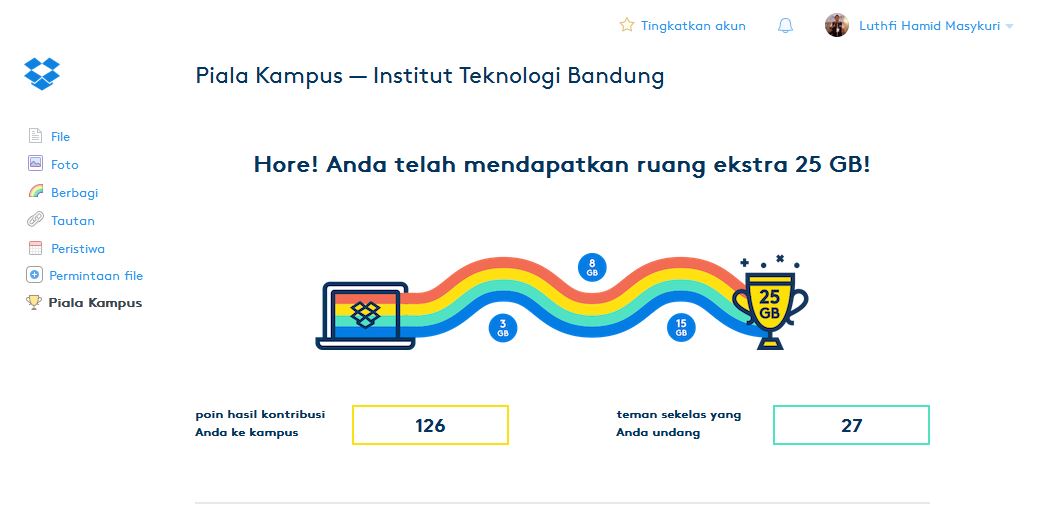 Tingkatkan akun
Luthfi Hamid Masykuri
Piala Kampus — Institut Teknologi Bandung
File
Foto
Berbagi
Tautan
Peristiwa
Permintaan file
Piala Kampus
Hore! Anda telah mendapatkan ruang ekstra 25 GB!
3
GB
8
GB
15
GB
25
GB
poin hasil kontribusi
Anda ke kampus
126
teman sekelas yang
Anda undang
27